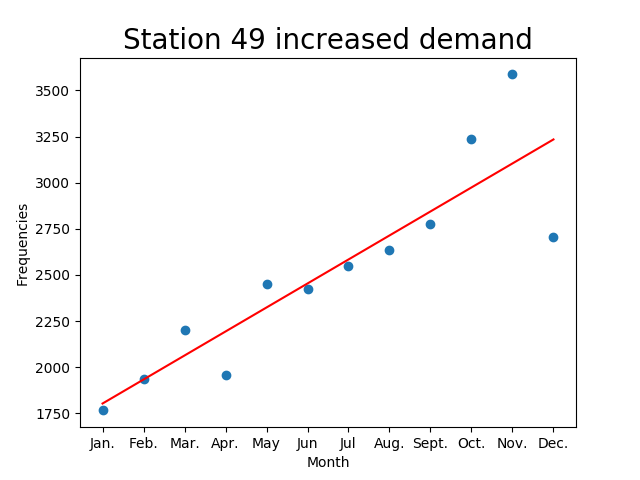 Station 49 increased demand
3500
3250
3000
2750
2500
2250
2000
1750
Frequencies
Jan. Feb. Mar. Apr. May Jun Jul Aug. Sept. Oct. Nov. Dec.
Month